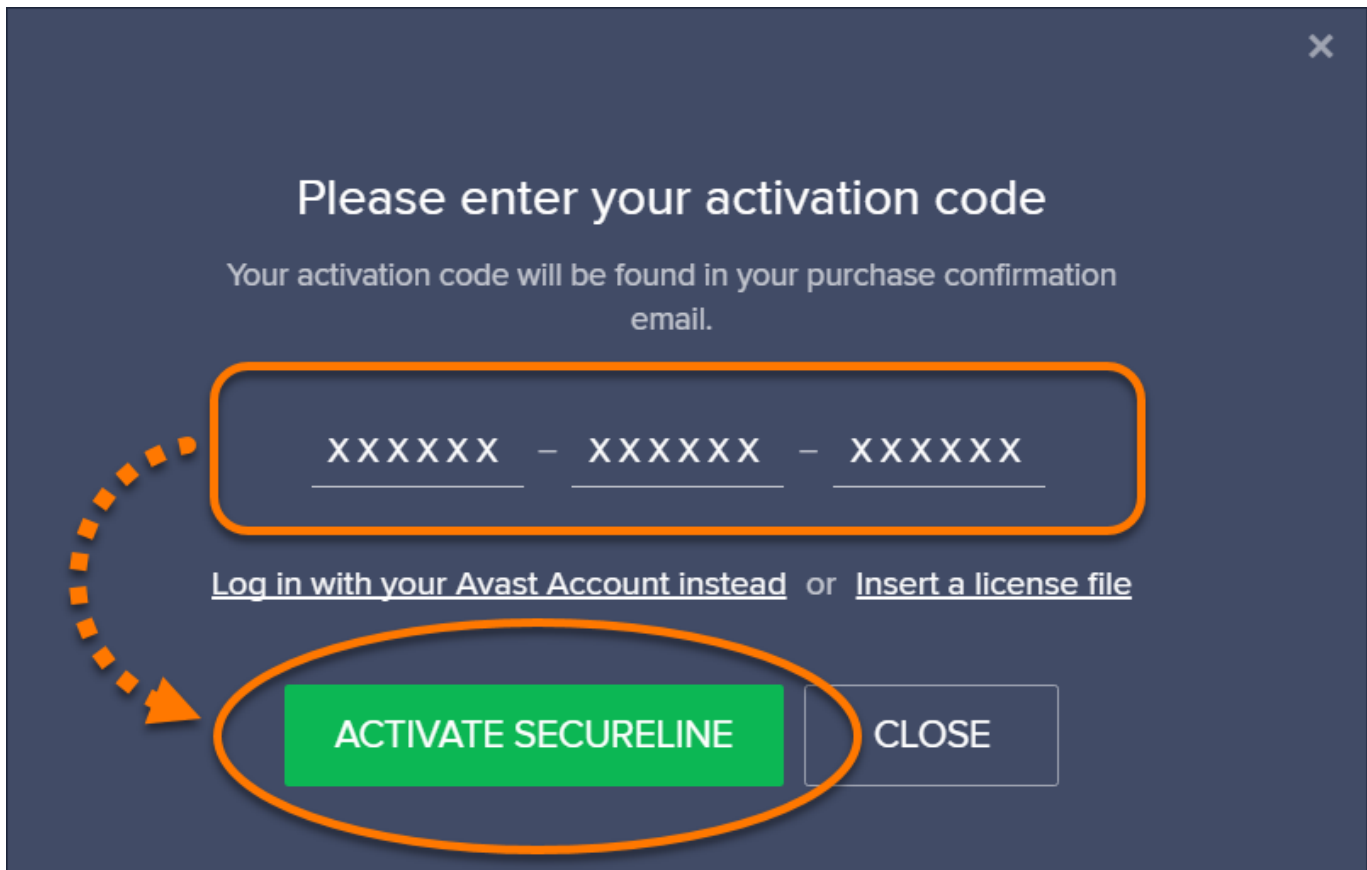 Please enter your activation code
Your activation code will be found in your purchase confirmation
email.
XXXXXX – XXXXXX – XXXXXX
Log in with your Avast Account instead or Insert a license file
ACTIVATE SECURELINE CLOSE